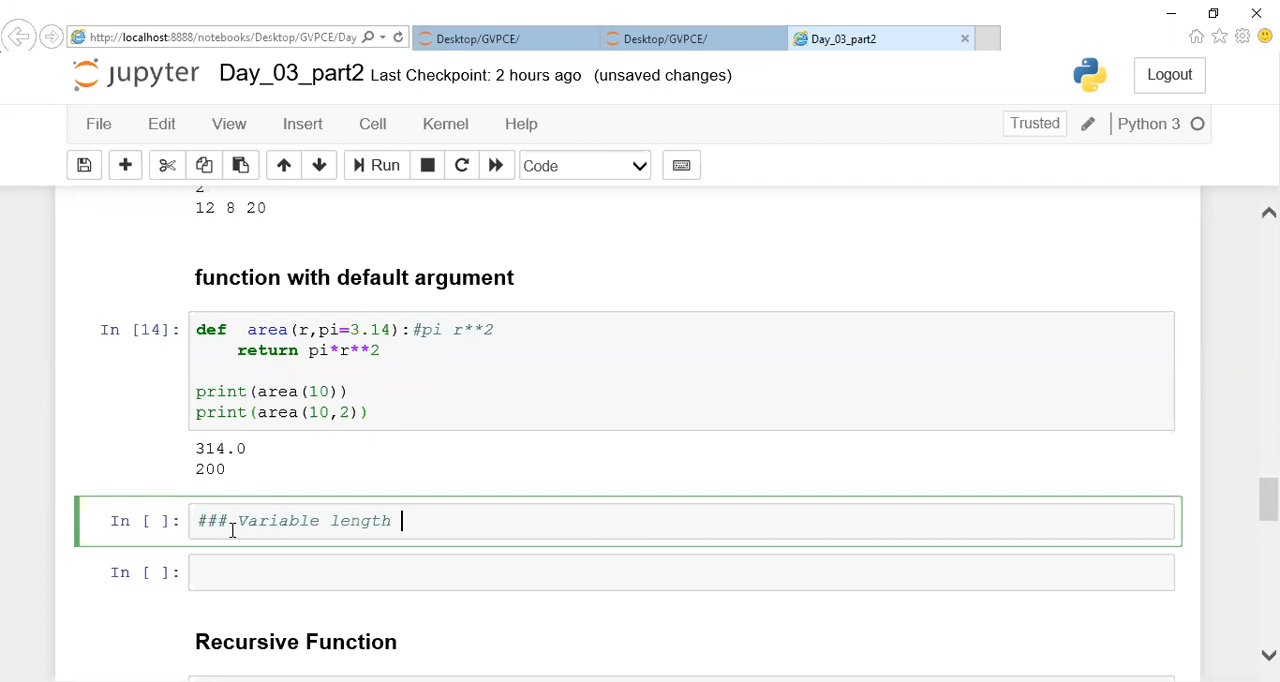 http://localhost:8888/notebooks/Desktop/GVPCE/Day
Desktop/GVPCE/
Desktop/GVPCE/
Day_03_part2
jupyter Day_03_part2 Last Checkpoint: 2 hours ago (unsaved changes)
Logout
File Edit View Insert Cell Kernel Help
Trusted
Python 3
Run
Code
2
12 8 20
function with default argument
In [14]:
def  area(r,pi=3.14):#pi r**2
    return pi*r**2
print(area(10))
print(area(10,2))
314.0
200
In [ ]: ### Variable length
In [ ]:
Recursive Function